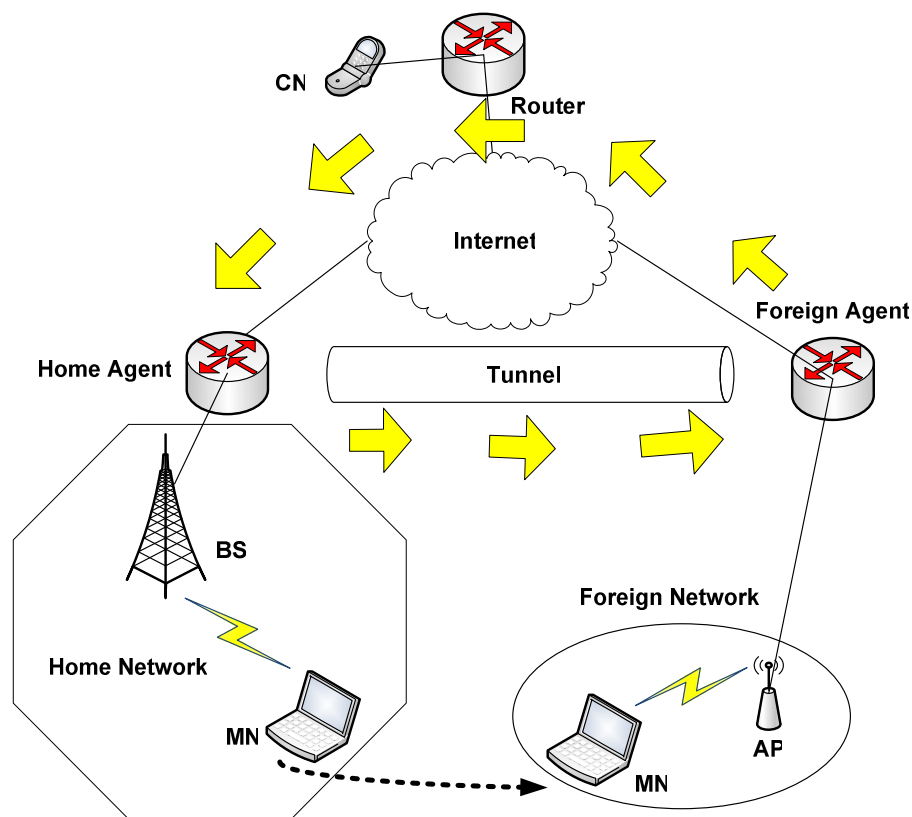 CN
Router
Internet
Foreign Agent
Home Agent
Tunnel
BS
Foreign Network
Home Network
MN
AP
MN